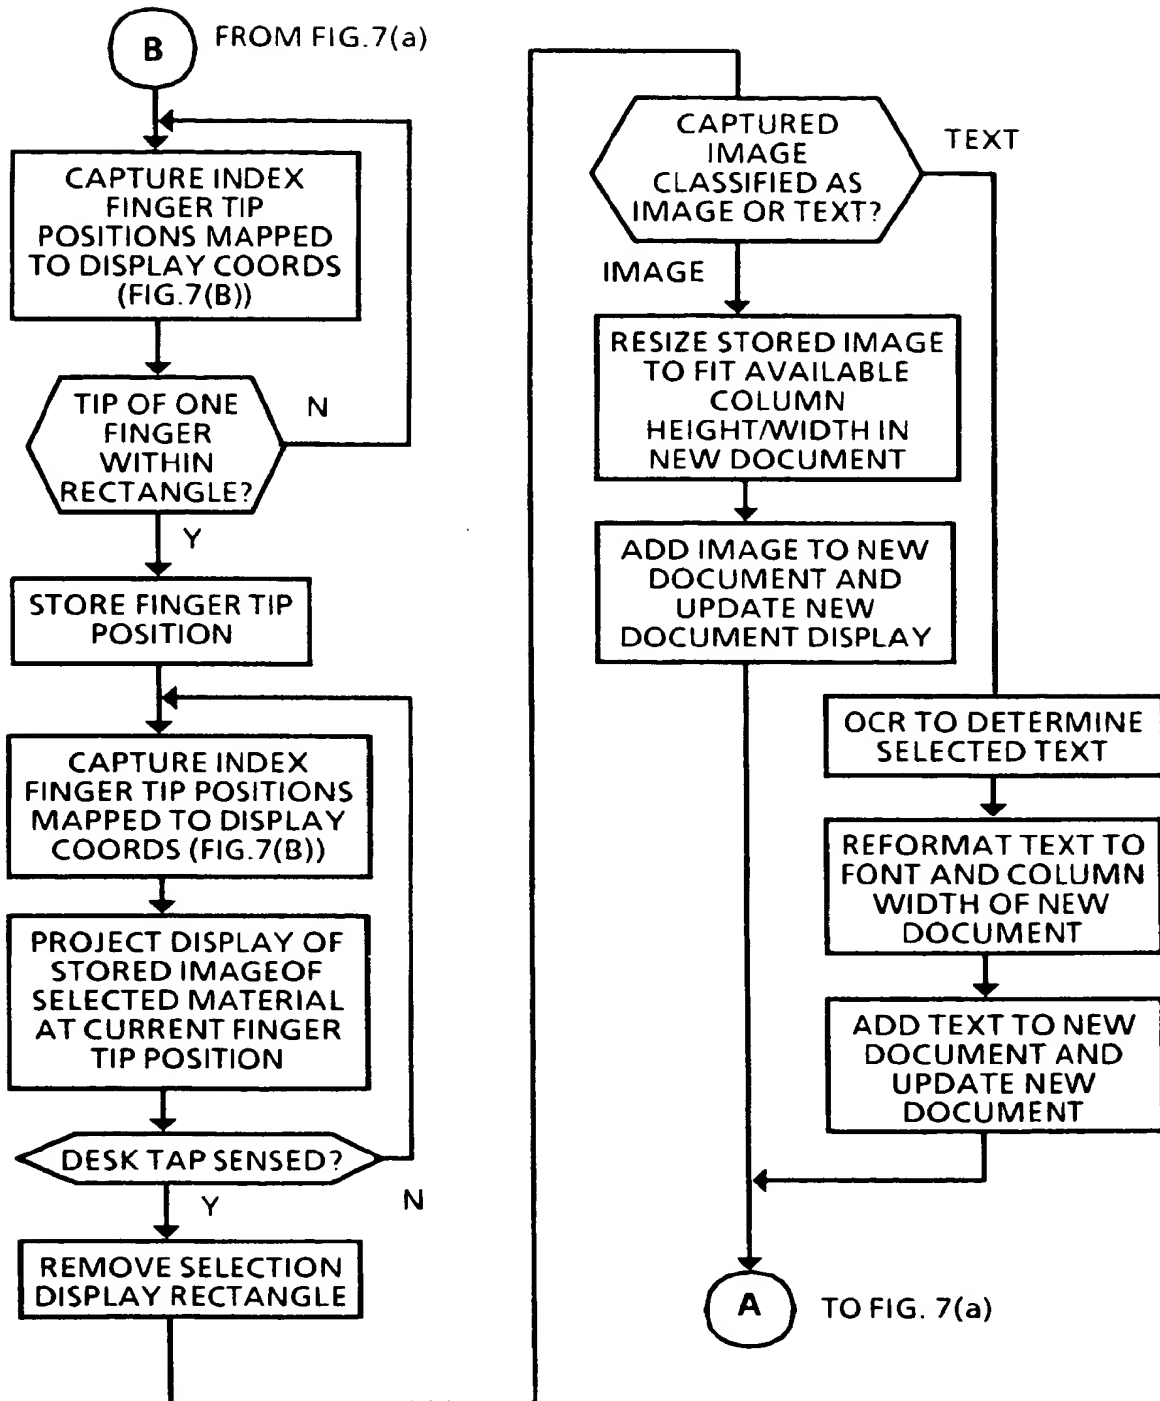 B
FROM FIG.7(a)
CAPTURE INDEX
FINGER TIP
POSITIONS MAPPED
TO DISPLAY COORDS
(FIG.7(B))
TIP OF ONE
FINGER
WITHIN
RECTANGLE?
N
Y
STORE FINGER TIP
POSITION
CAPTURE INDEX
FINGER TIP POSITIONS
MAPPED TO DISPLAY
COORDS (FIG.7(B))
PROJECT DISPLAY OF
STORED IMAGEOF
SELECTED MATERIAL
AT CURRENT FINGER
TIP POSITION
DESK TAP SENSED?
Y
N
REMOVE SELECTION
DISPLAY RECTANGLE
CAPTURED
IMAGE
CLASSIFIED AS
IMAGE OR TEXT?
TEXT
IMAGE
RESIZE STORED IMAGE
TO FIT AVAILABLE
COLUMN
HEIGHT/WIDTH IN
NEW DOCUMENT
ADD IMAGE TO NEW
DOCUMENT AND
UPDATE NEW
DOCUMENT DISPLAY
OCR TO DETERMINE
SELECTED TEXT
REFORMAT TEXT TO
FONT AND COLUMN
WIDTH OF NEW
DOCUMENT
ADD TEXT TO NEW
DOCUMENT AND
UPDATE NEW
DOCUMENT
A
TO FIG. 7(a)